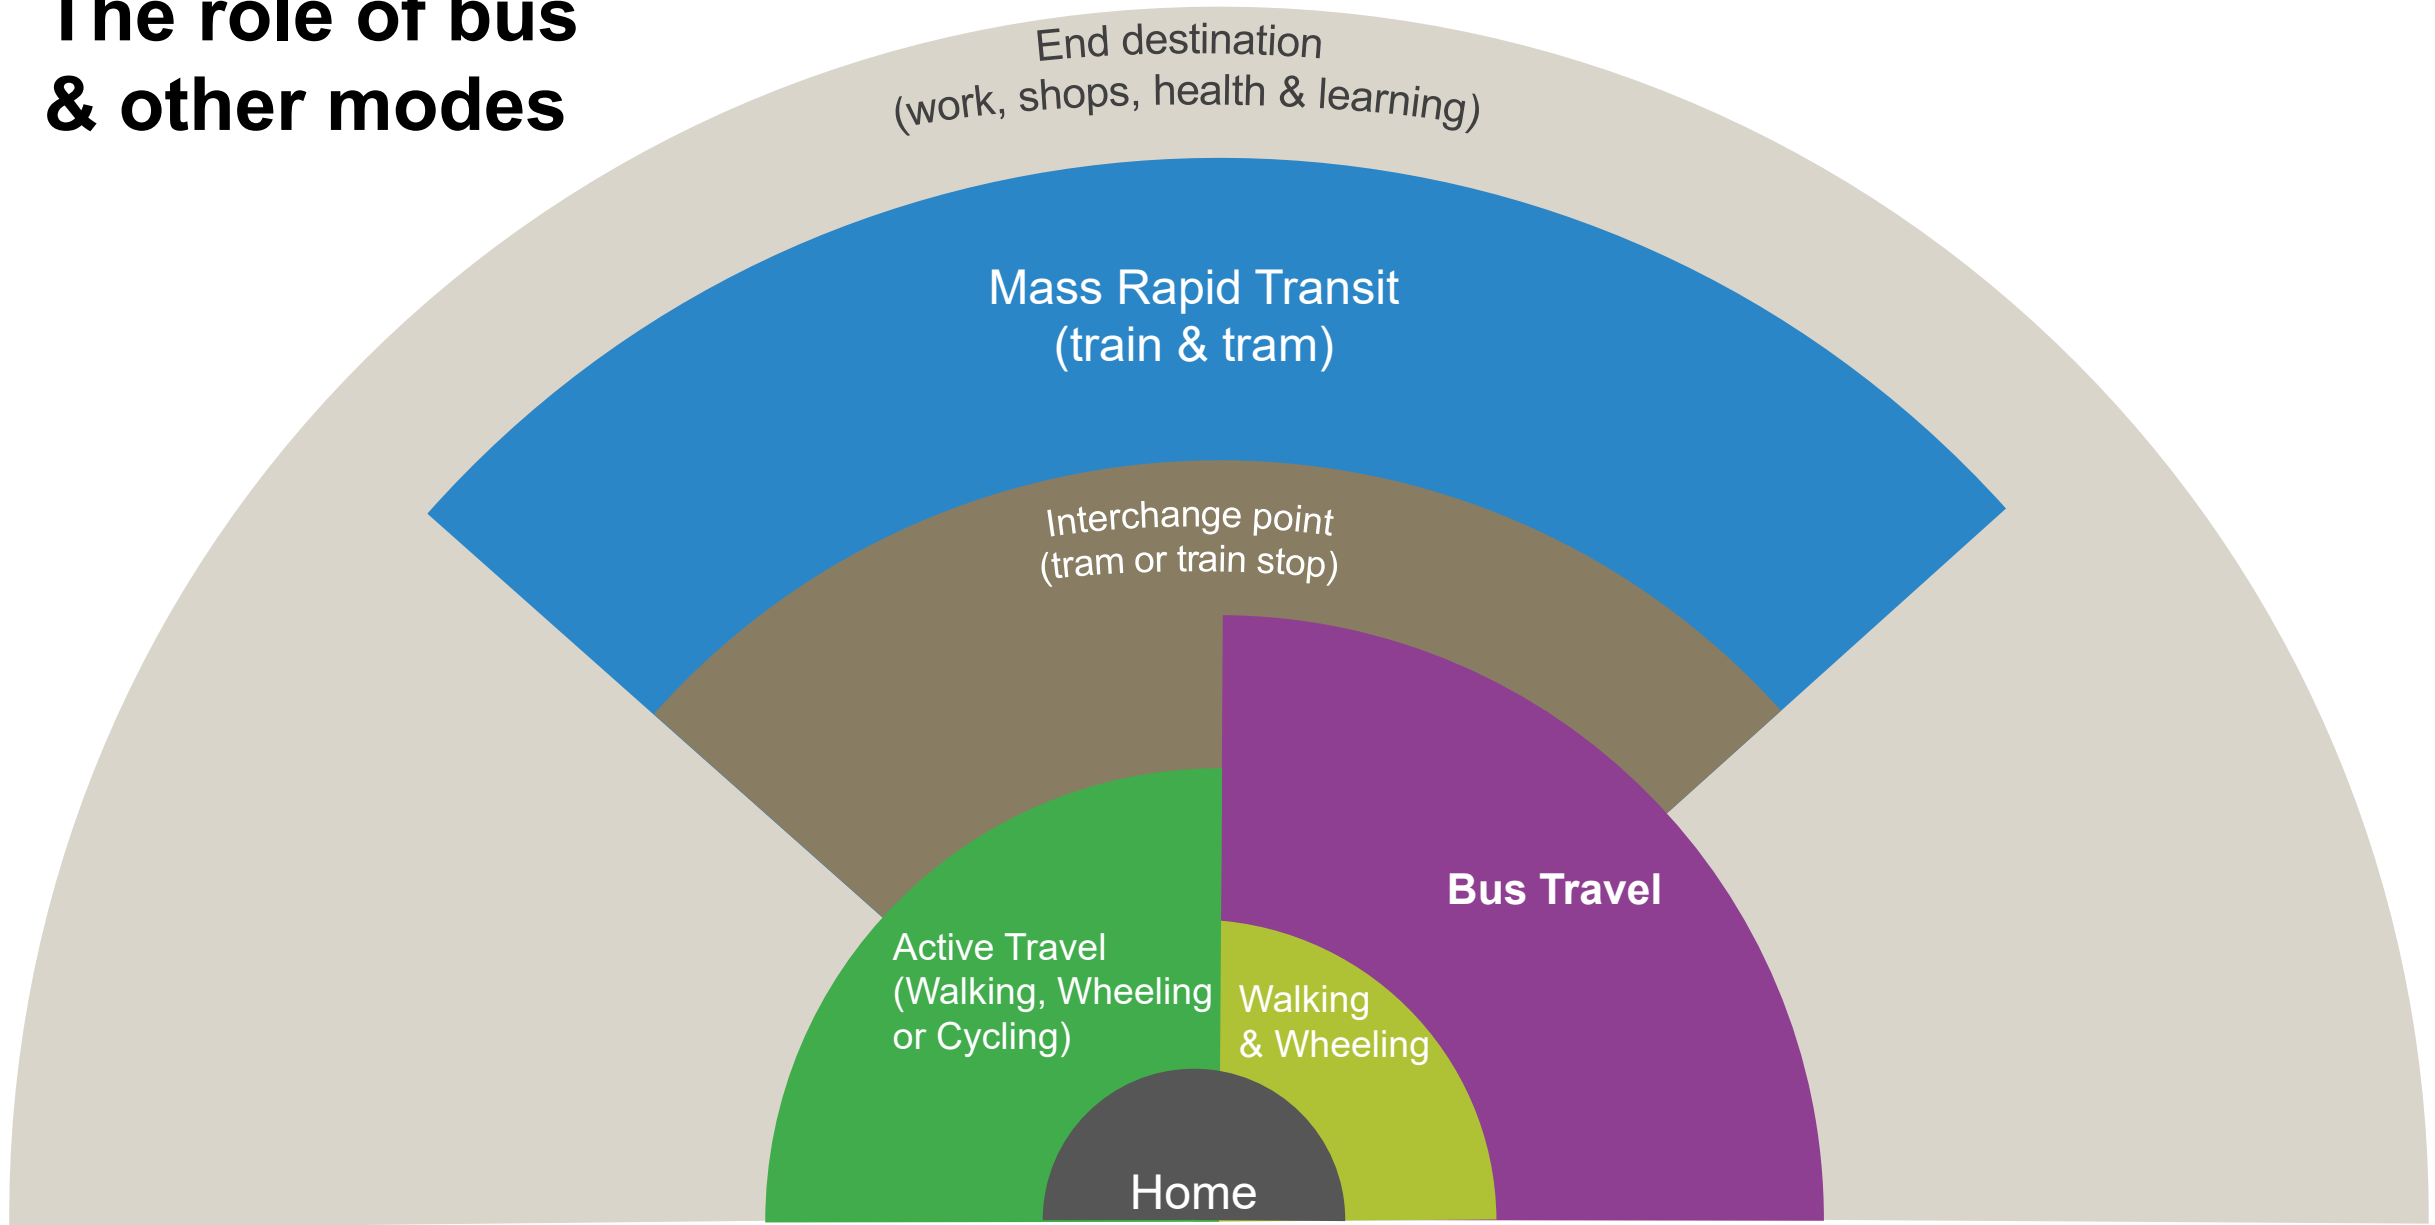 The role of bus
& other modes
End destination
(work, shops, health & learning)
Mass Rapid Transit
(train & tram)
Interchange point
(tram or train stop)
Bus Travel
Active Travel
(Walking, Wheeling
or Cycling)
Walking
& Wheeling
Home